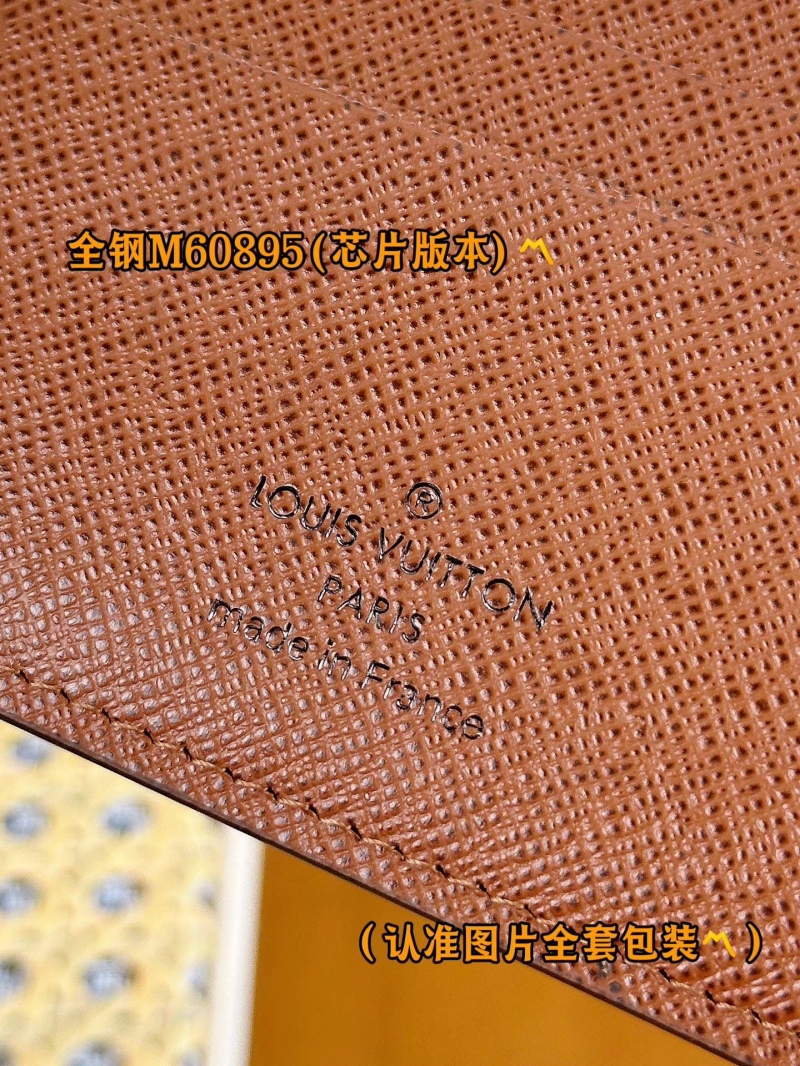 全钢M60895(芯片版本)〽
®
LOUIS VUITTON
PARIS
made in France
(认准图片全套包装〽)